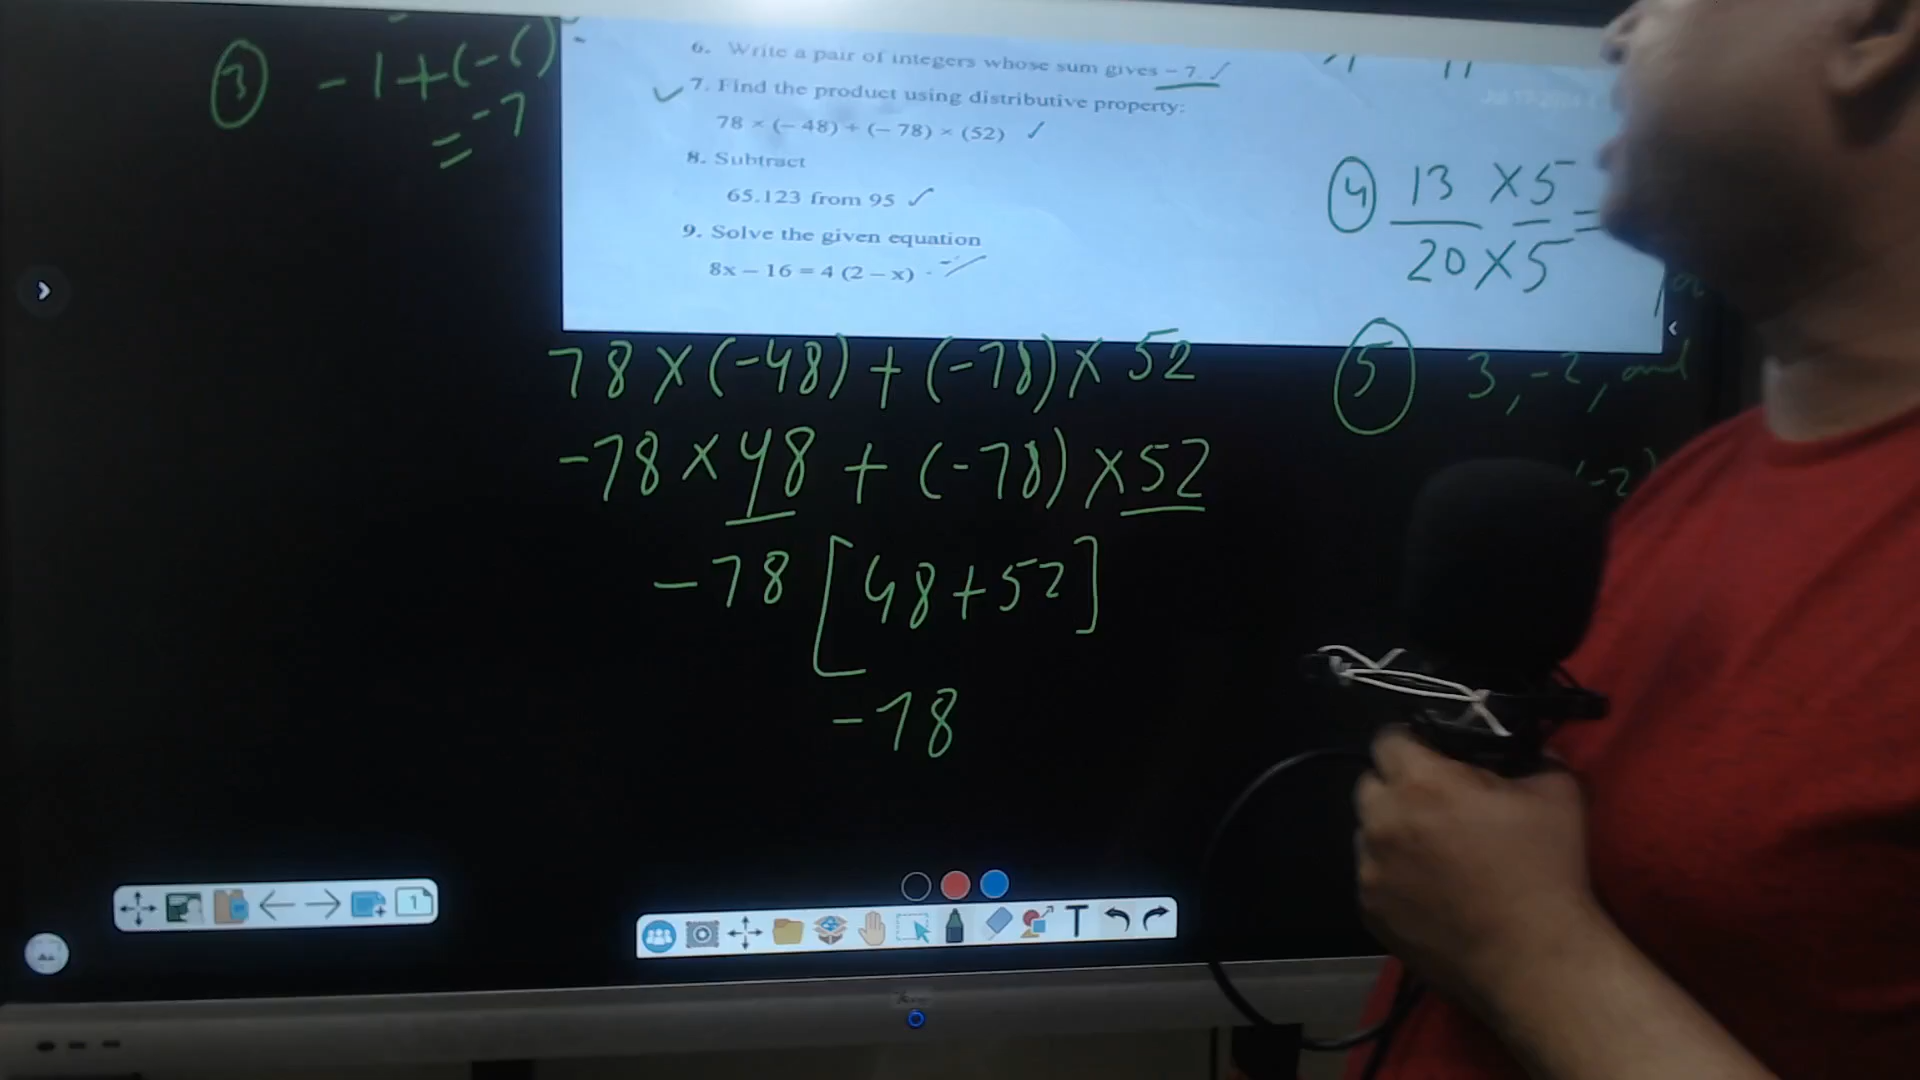 ③ -1+(-6)
= -7
6. Write a pair of integers whose sum gives – 7. ✓
✓ 7. Find the product using distributive property:
78 × (– 48) + (– 78) × (52) ✓
8. Subtract
65.123 from 95 ✓
9. Solve the given equation
8x – 16 = 4 (2 – x)
④ 13 × 5 =
20 × 5
78 × (-48) + (-78) × 52
-78 × 48 + (-78) × 52
-78 [48+52]
-78
⑤ 3, -2, and
(-2)
1
T